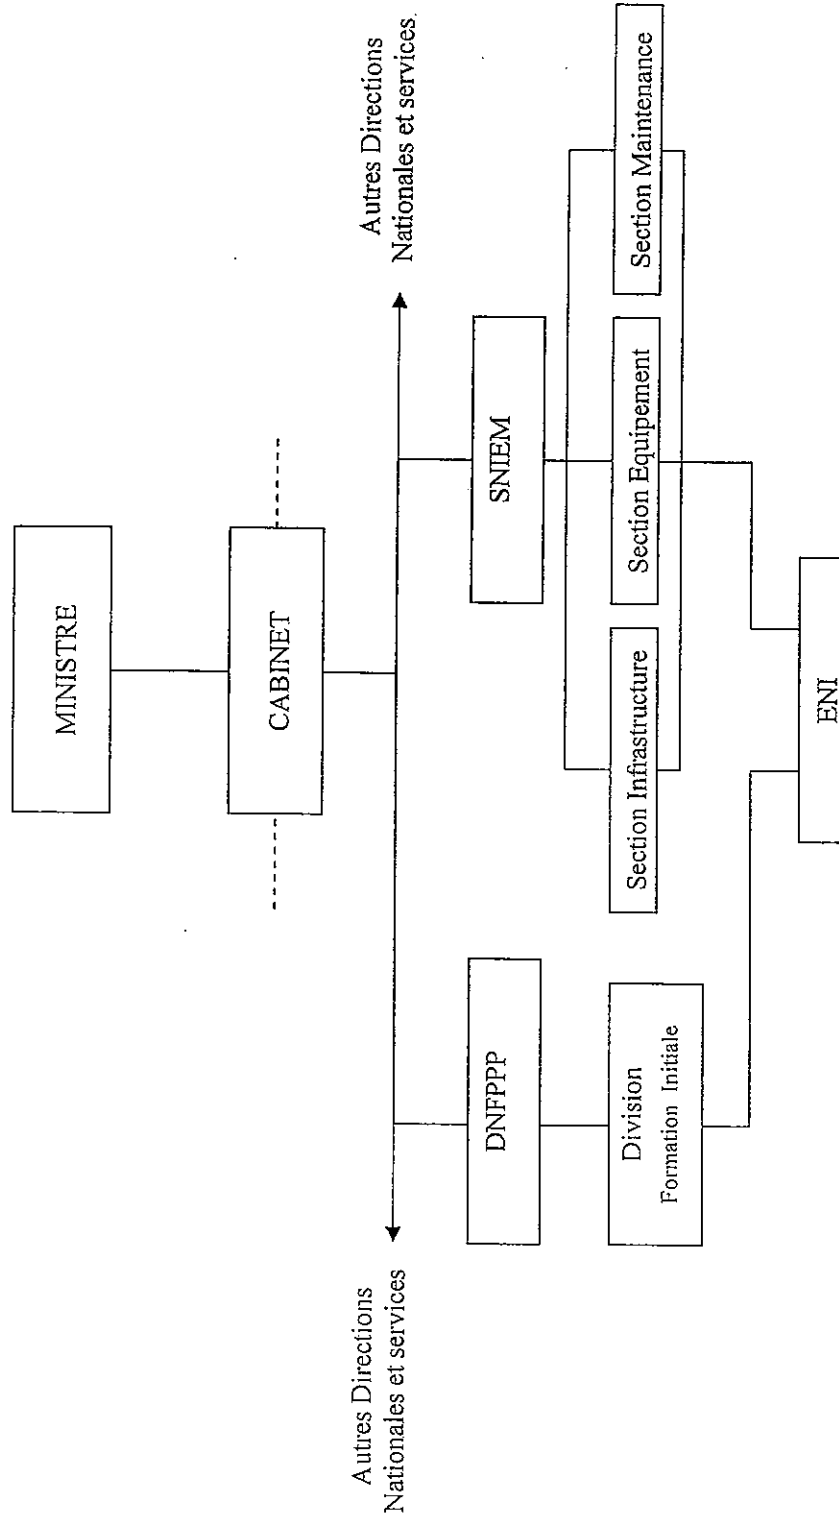 MINISTRE
CABINET
Autres Directions
Nationales et services
Autres Directions
Nationales et services.
DNFPPP
SNIEM
Division
Formation Initiale
Section Infrastructure
Section Equipement
Section Maintenance
ENI